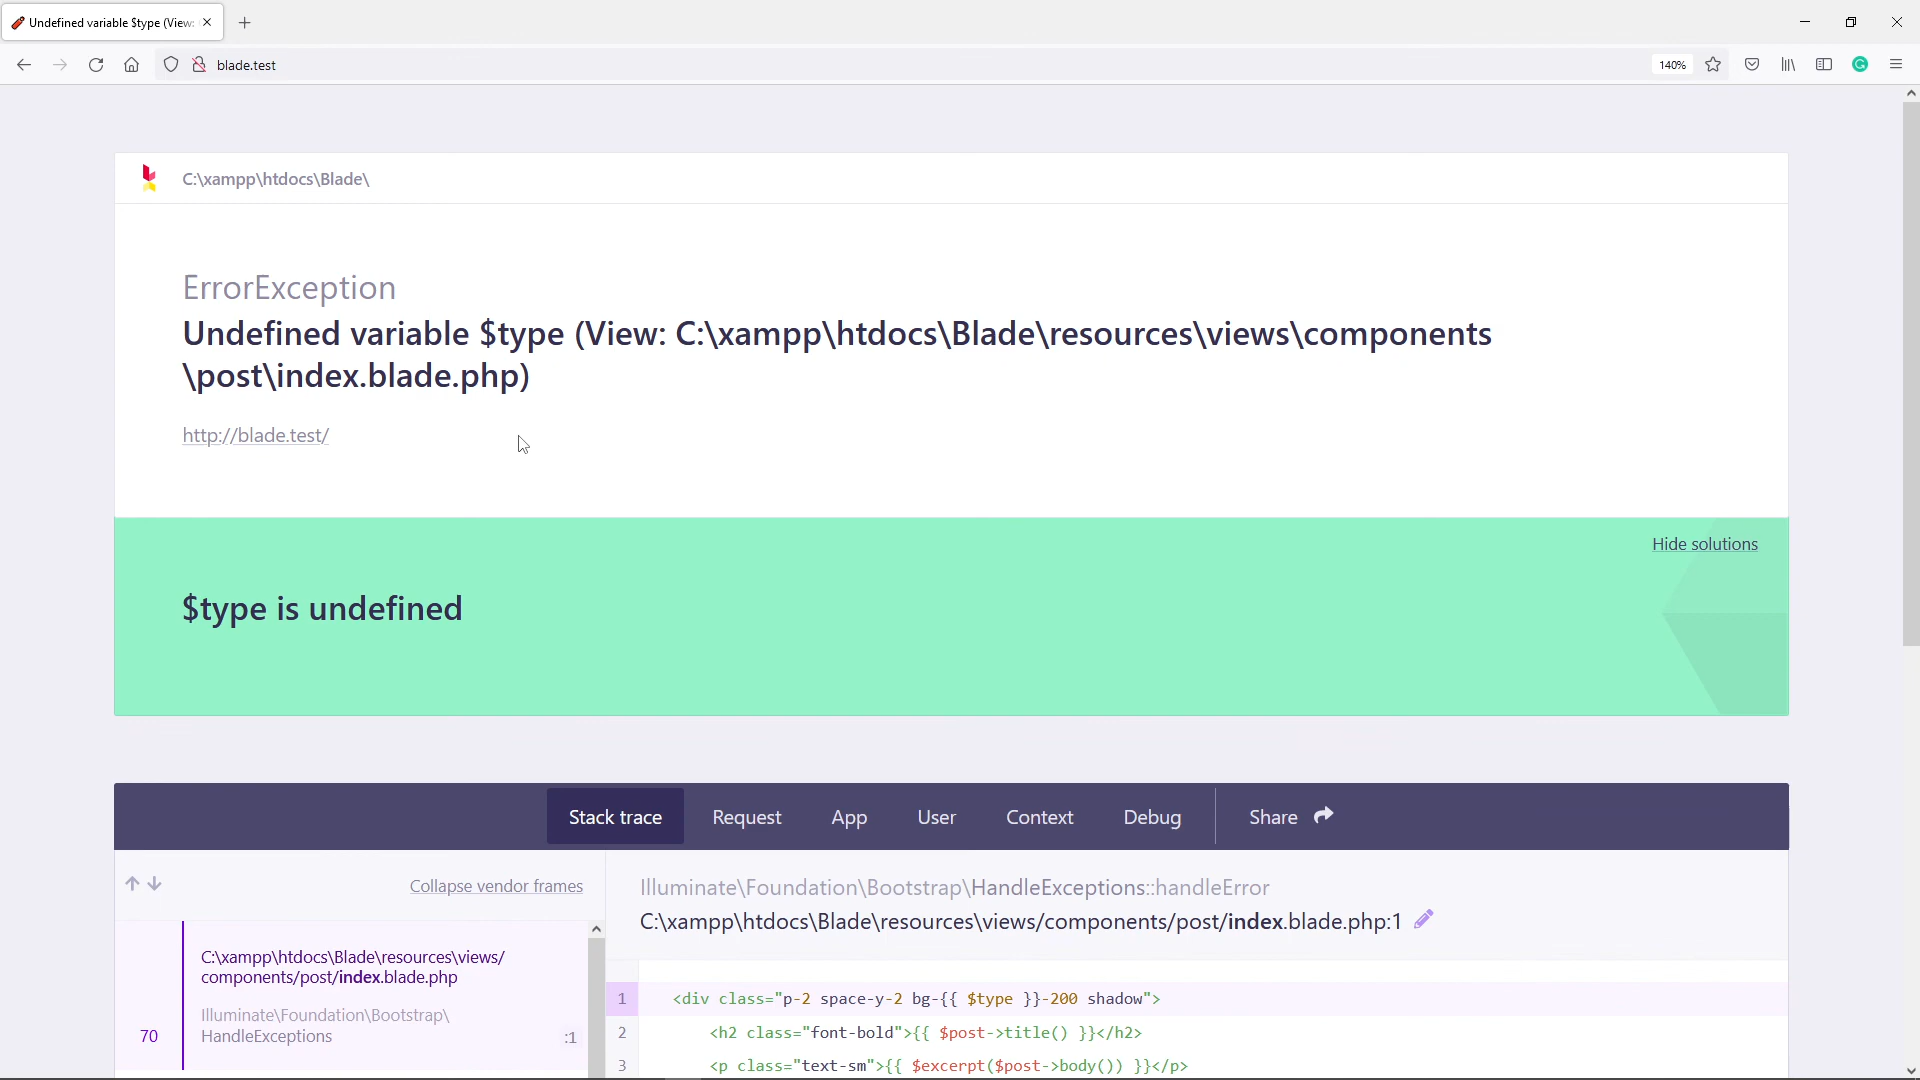 Undefined variable $type (View:
blade.test
140%
C:\xampp\htdocs\Blade\
ErrorException
Undefined variable $type (View: C:\xampp\htdocs\Blade\resources\views\components
\post\index.blade.php)
http://blade.test/
Hide solutions
$type is undefined
Stack trace
Request
App
User
Context
Debug
Share
Collapse vendor frames
Illuminate\Foundation\Bootstrap\HandleExceptions::handleError
C:\xampp\htdocs\Blade\resources\views/components/post/index.blade.php:1
C:\xampp\htdocs\Blade\resources\views/
components/post/index.blade.php
Illuminate\Foundation\Bootstrap\
70 HandleExceptions :1
1 <div class="p-2 space-y-2 bg-{{ $type }}-200 shadow">
2 <h2 class="font-bold">{{ $post->title() }}</h2>
3 <p class="text-sm">{{ $excerpt($post->body()) }}</p>